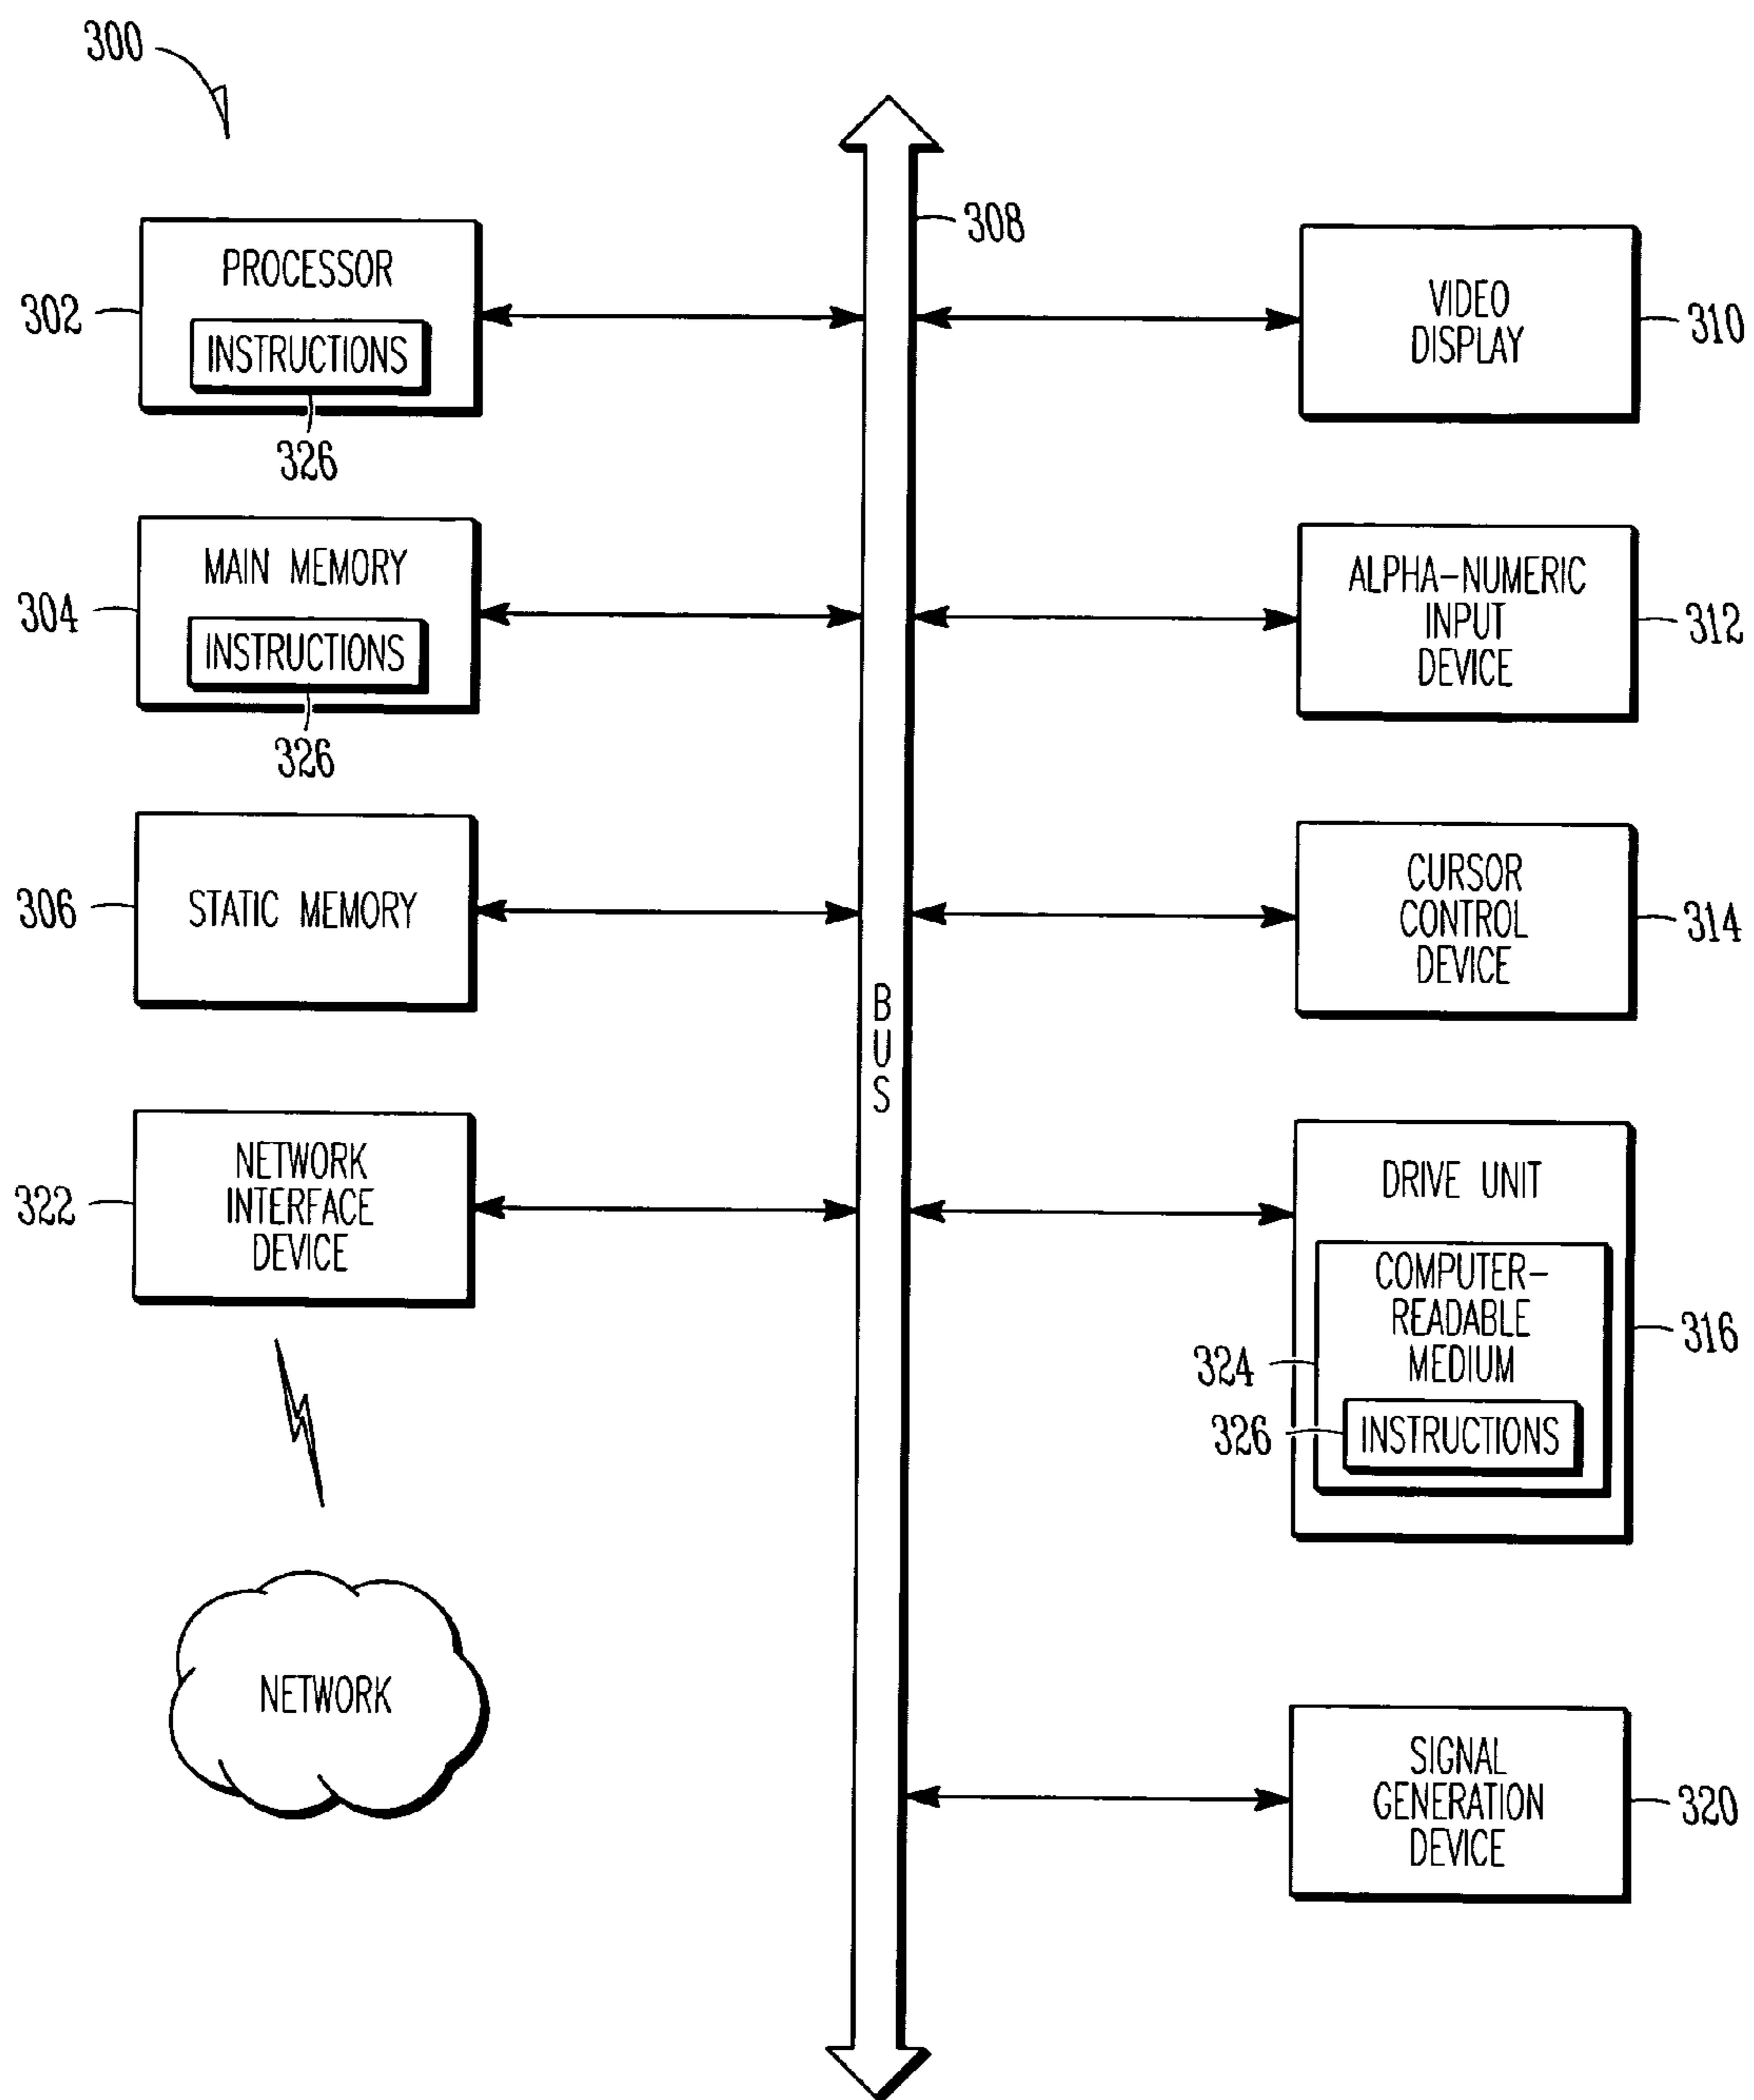 300
308
PROCESSOR
INSTRUCTIONS
302
326
MAIN MEMORY
INSTRUCTIONS
304
326
STATIC MEMORY
306
NETWORK
INTERFACE
DEVICE
322
NETWORK
BUS
VIDEO
DISPLAY
310
ALPHA-NUMERIC
INPUT
DEVICE
312
CURSOR
CONTROL
DEVICE
314
DRIVE UNIT
COMPUTER-
READABLE
MEDIUM
316
324
326
INSTRUCTIONS
SIGNAL
GENERATION
DEVICE
320